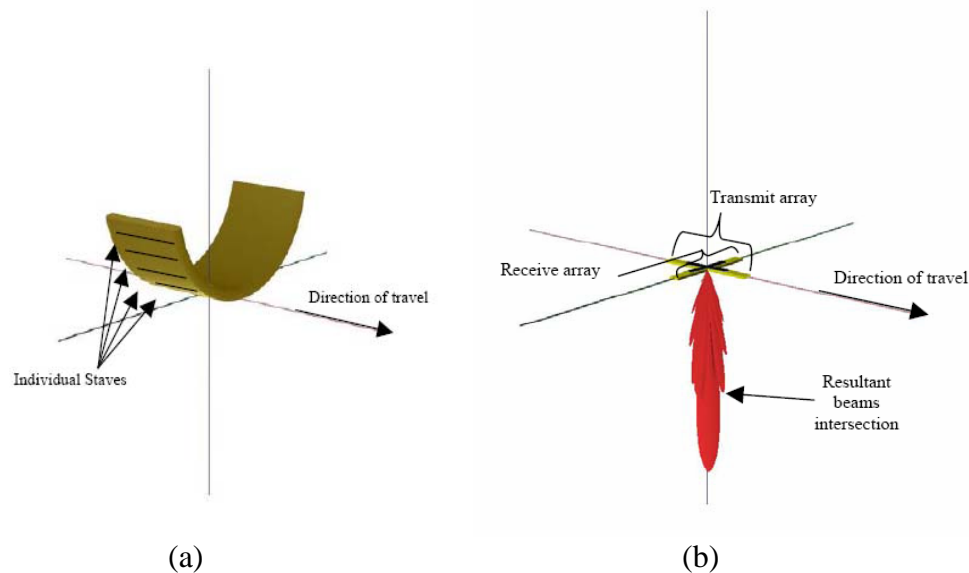 Direction of travel
Individual Staves
(a)
Transmit array
Receive array
Direction of travel
Resultant
beams
intersection
(b)